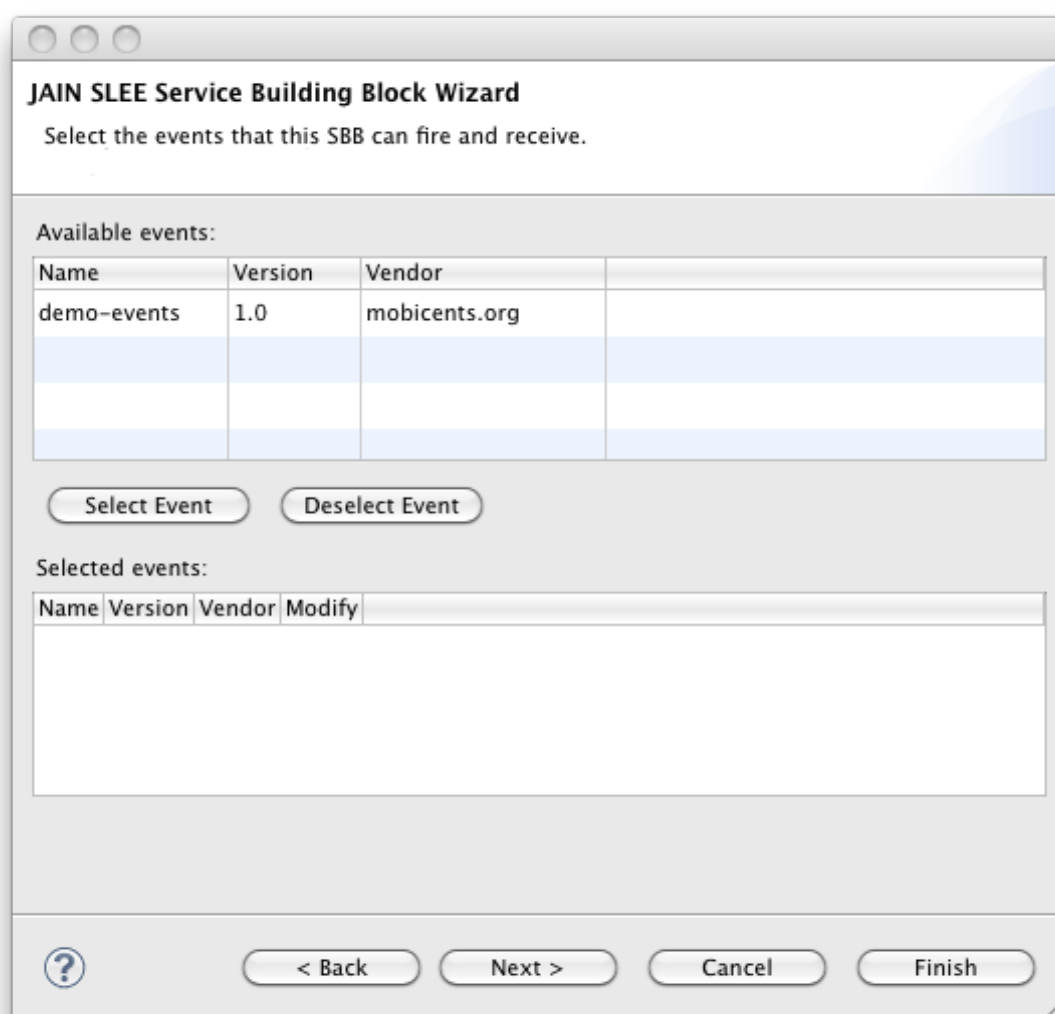 JAIN SLEE Service Building Block Wizard
Select the events that this SBB can fire and receive.
Available events:
Name Version Vendor
demo-events 1.0 mobicents.org
Select Event Deselect Event
Selected events:
Name Version Vendor Modify
? < Back Next > Cancel Finish